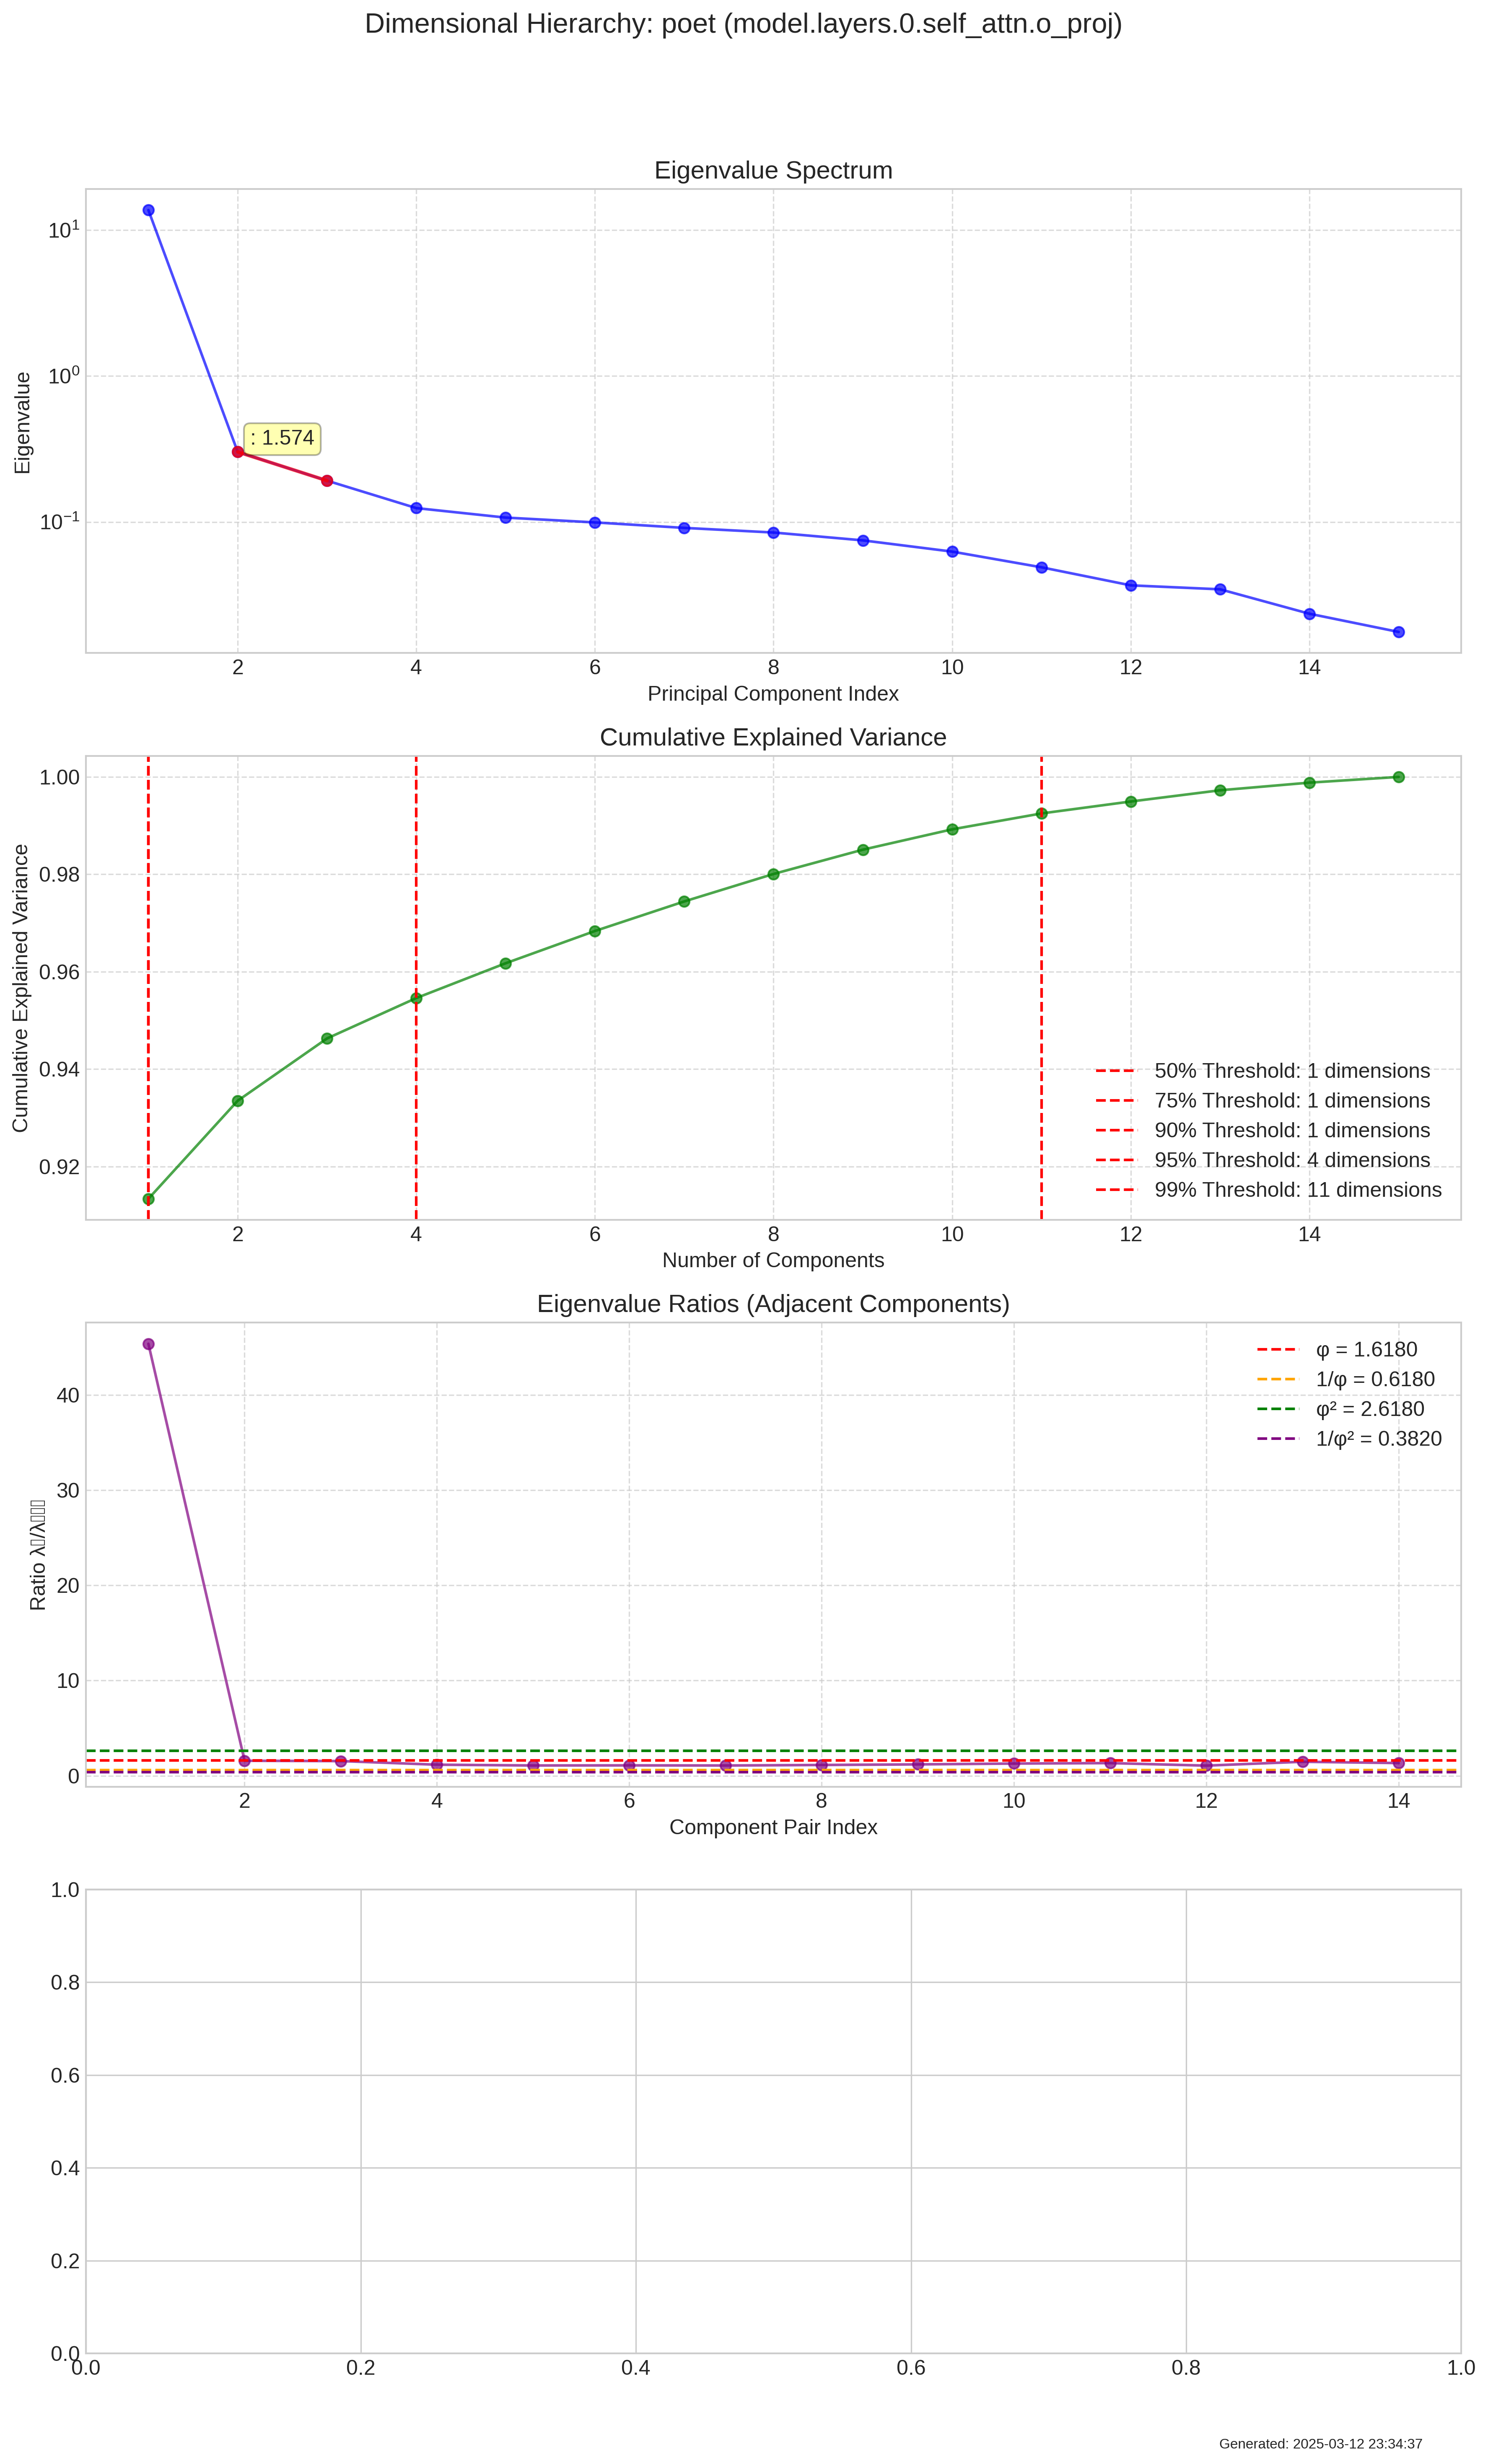 Dimensional Hierarchy: poet (model.layers.0.self_attn.o_proj)
Eigenvalue Spectrum
10¹
10⁰
10⁻¹
Eigenvalue
: 1.574
2 4 6 8 10 12 14
Principal Component Index
Cumulative Explained Variance
1.00
0.98
0.96
0.94
0.92
Cumulative Explained Variance
50% Threshold: 1 dimensions
75% Threshold: 1 dimensions
90% Threshold: 1 dimensions
95% Threshold: 4 dimensions
99% Threshold: 11 dimensions
2 4 6 8 10 12 14
Number of Components
Eigenvalue Ratios (Adjacent Components)
40
30
20
10
0
Ratio λ▯/λ▯▯▯
φ = 1.6180
1/φ = 0.6180
φ² = 2.6180
1/φ² = 0.3820
2 4 6 8 10 12 14
Component Pair Index
1.0
0.8
0.6
0.4
0.2
0.0
0.0 0.2 0.4 0.6 0.8 1.0
Generated: 2025-03-12 23:34:37